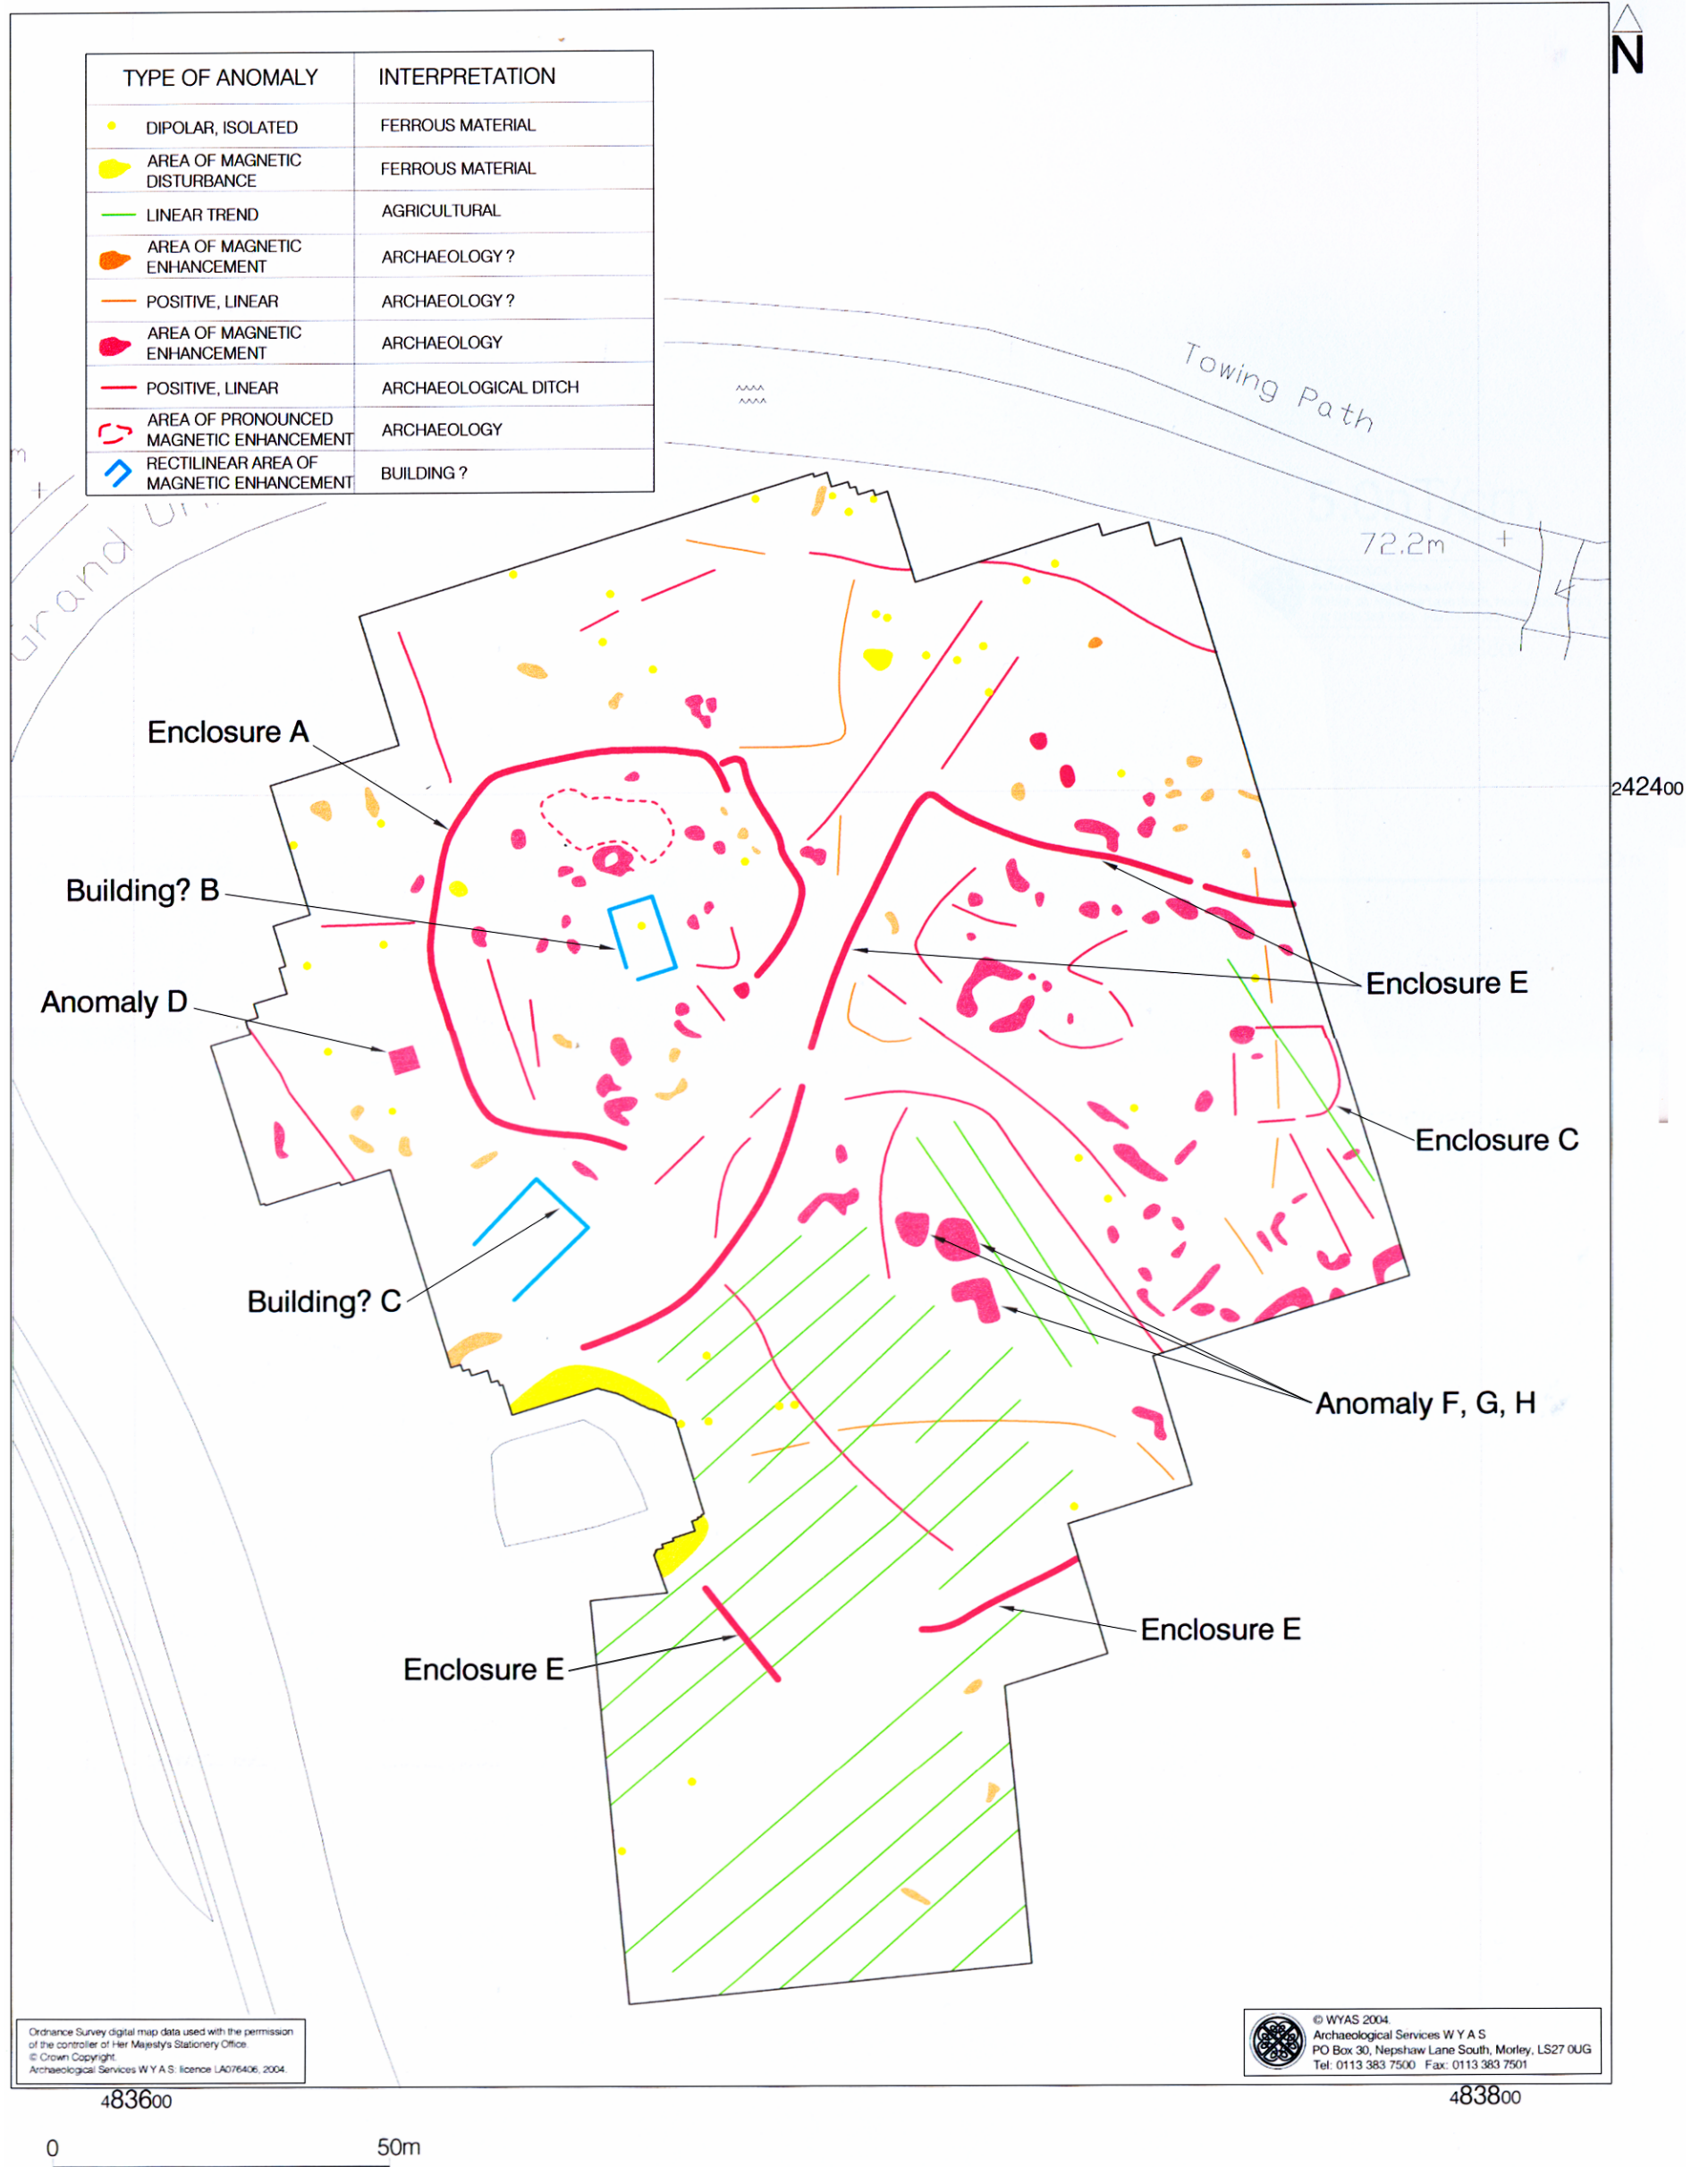 N
TYPE OF ANOMALY INTERPRETATION
DIPOLAR, ISOLATED FERROUS MATERIAL
AREA OF MAGNETIC
DISTURBANCE FERROUS MATERIAL
LINEAR TREND AGRICULTURAL
AREA OF MAGNETIC
ENHANCEMENT ARCHAEOLOGY ?
POSITIVE, LINEAR ARCHAEOLOGY ?
AREA OF MAGNETIC
ENHANCEMENT ARCHAEOLOGY
POSITIVE, LINEAR ARCHAEOLOGICAL DITCH
AREA OF PRONOUNCED
MAGNETIC ENHANCEMENT ARCHAEOLOGY
RECTILINEAR AREA OF
MAGNETIC ENHANCEMENT BUILDING ?
Towing Path
m
Grand
72.2m
Enclosure A
242400
Building? B
Enclosure E
Anomaly D
Enclosure C
Building? C
Anomaly F, G, H
Enclosure E
Enclosure E
Ordnance Survey digital map data used with the permission
of the controller of Her Majesty's Stationery Office.
© Crown Copyright.
Archaeological Services W Y A S: licence LA076406, 2004.
© WYAS 2004.
Archaeological Services W Y A S
PO Box 30, Nepshaw Lane South, Morley, LS27 0UG
Tel: 0113 383 7500 Fax: 0113 383 7501
483600
483800
0 50m